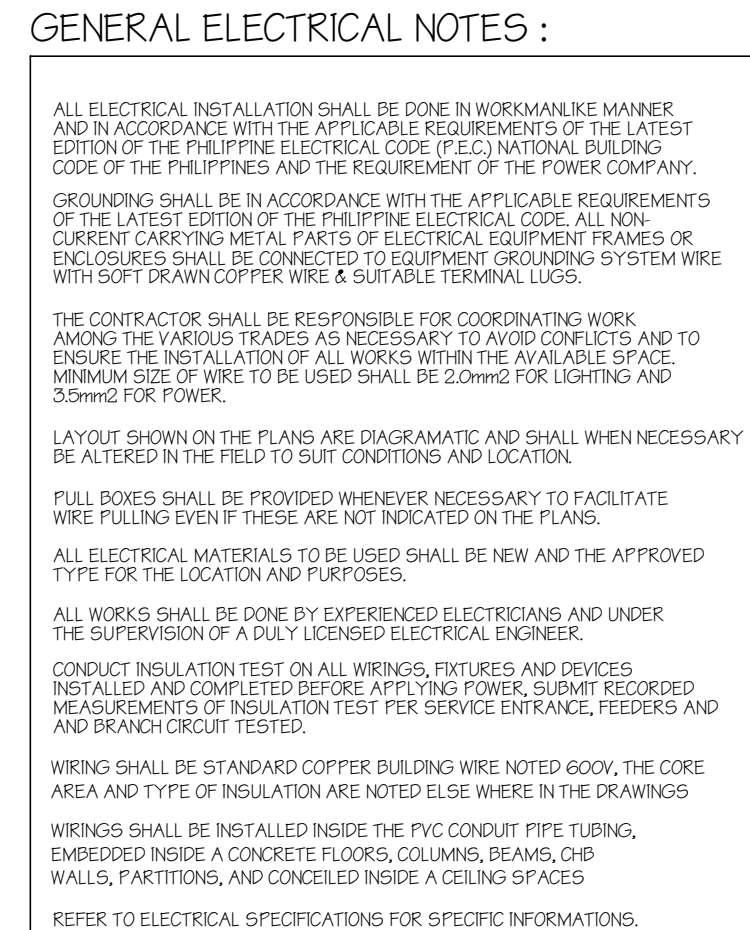 GENERAL ELECTRICAL NOTES :
ALL ELECTRICAL INSTALLATION SHALL BE DONE IN WORKMANLIKE MANNER
AND IN ACCORDANCE WITH THE APPLICABLE REQUIREMENTS OF THE LATEST
EDITION OF THE PHILIPPINE ELECTRICAL CODE (P.E.C.) NATIONAL BUILDING
CODE OF THE PHILIPPINES AND THE REQUIREMENT OF THE POWER COMPANY.
GROUNDING SHALL BE IN ACCORDANCE WITH THE APPLICABLE REQUIREMENTS
OF THE LATEST EDITION OF THE PHILIPPINE ELECTRICAL CODE. ALL NON-
CURRENT CARRYING METAL PARTS OF ELECTRICAL EQUIPMENT FRAMES OR
ENCLOSURES SHALL BE CONNECTED TO EQUIPMENT GROUNDING SYSTEM WIRE
WITH SOFT DRAWN COPPER WIRE & SUITABLE TERMINAL LUGS.
THE CONTRACTOR SHALL BE RESPONSIBLE FOR COORDINATING WORK
AMONG THE VARIOUS TRADES AS NECESSARY TO AVOID CONFLICTS AND TO
ENSURE THE INSTALLATION OF ALL WORKS WITHIN THE AVAILABLE SPACE.
MINIMUM SIZE OF WIRE TO BE USED SHALL BE 2.0mm2 FOR LIGHTING AND
3.5mm2 FOR POWER.
LAYOUT SHOWN ON THE PLANS ARE DIAGRAMATIC AND SHALL WHEN NECESSARY
BE ALTERED IN THE FIELD TO SUIT CONDITIONS AND LOCATION.
PULL BOXES SHALL BE PROVIDED WHENEVER NECESSARY TO FACILITATE
WIRE PULLING EVEN IF THESE ARE NOT INDICATED ON THE PLANS.
ALL ELECTRICAL MATERIALS TO BE USED SHALL BE NEW AND THE APPROVED
TYPE FOR THE LOCATION AND PURPOSES.
ALL WORKS SHALL BE DONE BY EXPERIENCED ELECTRICIANS AND UNDER
THE SUPERVISION OF A DULY LICENSED ELECTRICAL ENGINEER.
CONDUCT INSULATION TEST ON ALL WIRINGS, FIXTURES AND DEVICES
INSTALLED AND COMPLETED BEFORE APPLYING POWER, SUBMIT RECORDED
MEASUREMENTS OF INSULATION TEST PER SERVICE ENTRANCE, FEEDERS AND
AND BRANCH CIRCUIT TESTED.
WIRING SHALL BE STANDARD COPPER BUILDING WIRE NOTED 600V, THE CORE
AREA AND TYPE OF INSULATION ARE NOTED ELSE WHERE IN THE DRAWINGS
WIRINGS SHALL BE INSTALLED INSIDE THE PVC CONDUIT PIPE TUBING,
EMBEDDED INSIDE A CONCRETE FLOORS, COLUMNS, BEAMS, CHB
WALLS, PARTITIONS, AND CONCEILED INSIDE A CEILING SPACES
REFER TO ELECTRICAL SPECIFICATIONS FOR SPECIFIC INFORMATIONS.